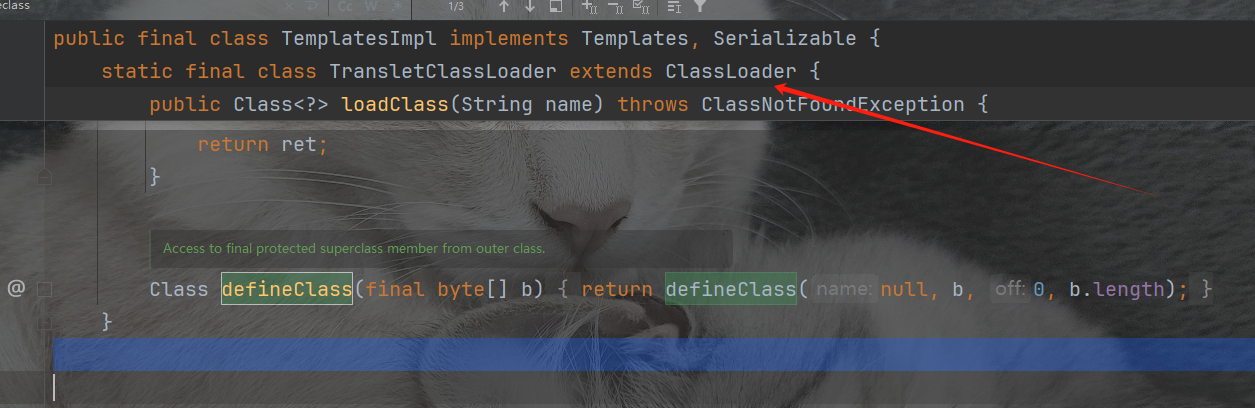 eclass
Cc W .* 1/3
public final class TemplatesImpl implements Templates, Serializable {
static final class TransletClassLoader extends ClassLoader {
public Class<?> loadClass(String name) throws ClassNotFoundException {
return ret;
}
Access to final protected superclass member from outer class.
@ Class defineClass(final byte[] b) { return defineClass( name: null, b, off: 0, b.length); }
}